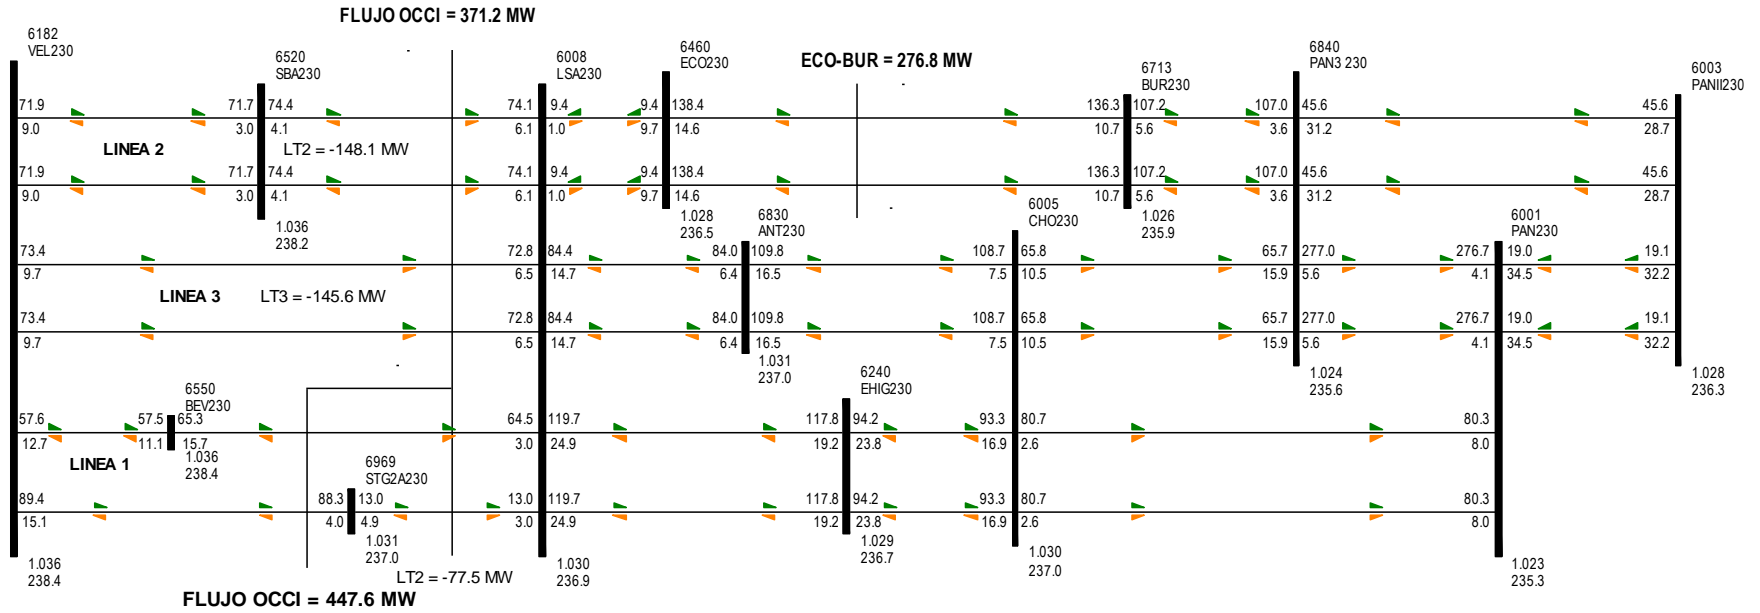 FLUJO OCCI = 371.2 MW
6182
VEL230
6520
SBA230
6008
LSA230
6460
ECO230
ECO-BUR = 276.8 MW
6713
BUR230
6840
PAN3 230
6003
PANII230
71.9 71.7 74.4 74.1 9.4 9.4 138.4 136.3 107.2 107.0 45.6 45.6
9.0 3.0 4.1 6.1 1.0 9.7 14.6 10.7 5.6 3.6 31.2 28.7
LINEA 2 LT2 = -148.1 MW
71.9 71.7 74.4 74.1 9.4 9.4 138.4 136.3 107.2 107.0 45.6 45.6
9.0 3.0 4.1 6.1 1.0 9.7 14.6 10.7 5.6 3.6 31.2 28.7
1.036
238.2
1.028
236.5
6830
ANT230
6005
CHO230
1.026
235.9
6001
PAN230
73.4 72.8 84.4 84.0 109.8 108.7 65.8 65.7 277.0 276.7 19.0 19.1
9.7 6.5 14.7 6.4 16.5 7.5 10.5 15.9 5.6 4.1 34.5 32.2
LINEA 3 LT3 = -145.6 MW
73.4 72.8 84.4 84.0 109.8 108.7 65.8 65.7 277.0 276.7 19.0 19.1
9.7 6.5 14.7 6.4 16.5 7.5 10.5 15.9 5.6 4.1 34.5 32.2
1.031
237.0
1.024
235.6
1.028
236.3
6550
BEV230
6240
EHIG230
57.6 57.5 65.3 64.5 119.7 117.8 94.2 93.3 80.7 80.3
12.7 11.1 15.7 3.0 24.9 19.2 23.8 16.9 2.6 8.0
LINEA 1
1.036
238.4
6969
STG2A230
89.4 88.3 13.0 13.0 119.7 117.8 94.2 93.3 80.7 80.3
15.1 4.0 4.9 3.0 24.9 19.2 23.8 16.9 2.6 8.0
1.036
238.4
1.031
237.0
1.030
236.9
1.029
236.7
1.030
237.0
1.023
235.3
LT2 = -77.5 MW
FLUJO OCCI = 447.6 MW